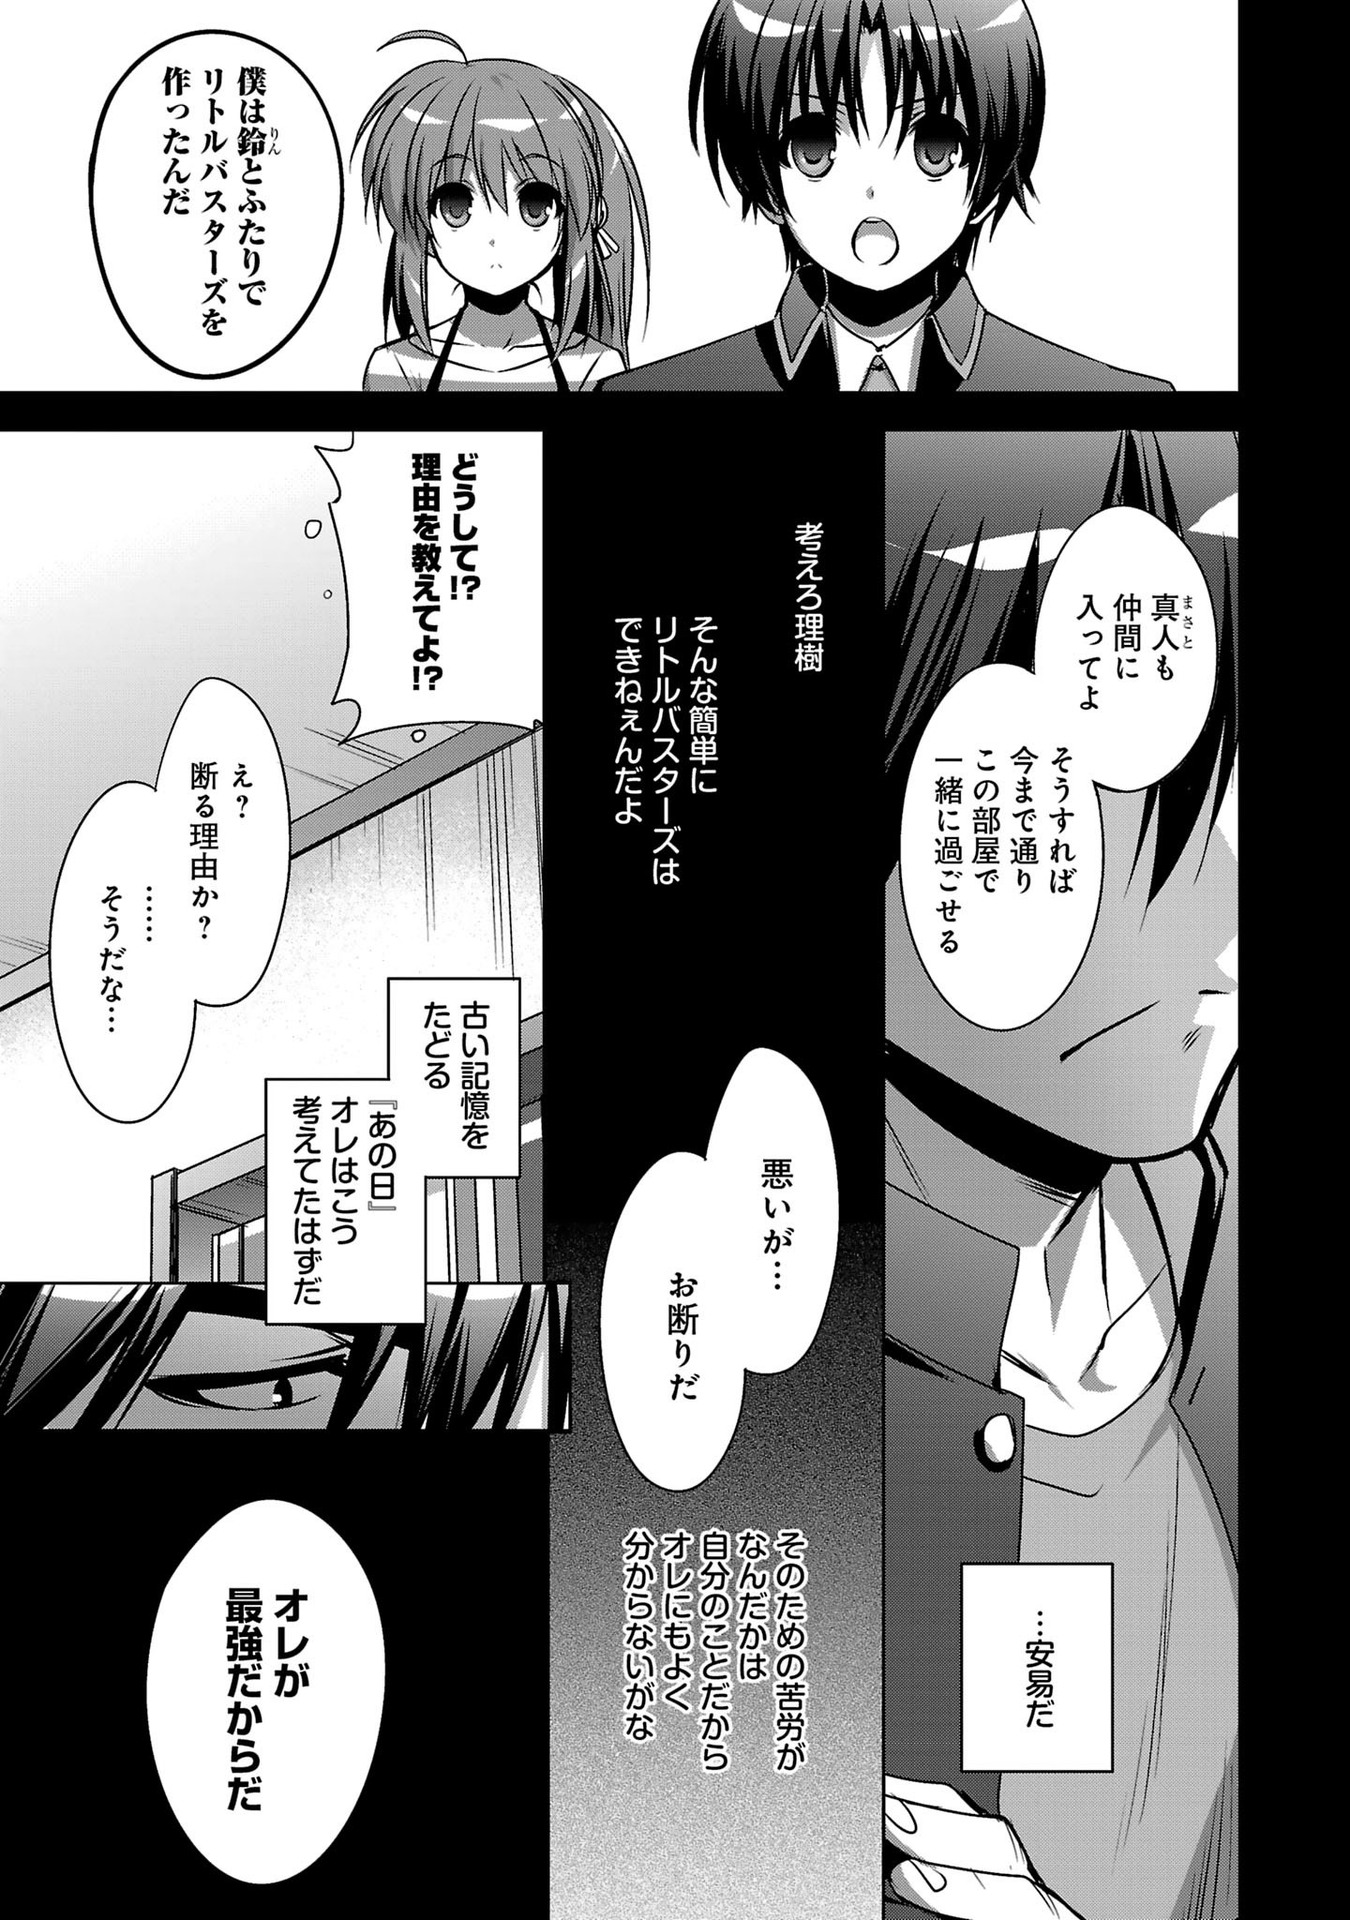 僕は鈴とふたりで
りん
リトルバスターズを
作ったんだ
真人も
まさと
仲間に
入ってよ
そうすれば
今まで通り
この部屋で
一緒に過ごせる
…安易だ
考えろ理樹
そんな簡単に
リトルバスターズは
できねぇんだよ
悪いが…
お断りだ
そのための苦労が
なんだかは
自分のことだから
オレにもよく
分からないがな
どうして!?
理由を教えてよ!?
え?
断る理由か?
……
そうだな…
古い記憶を
たどる
『あの日』
オレはこう
考えてたはずだ
オレが
最強だからだ